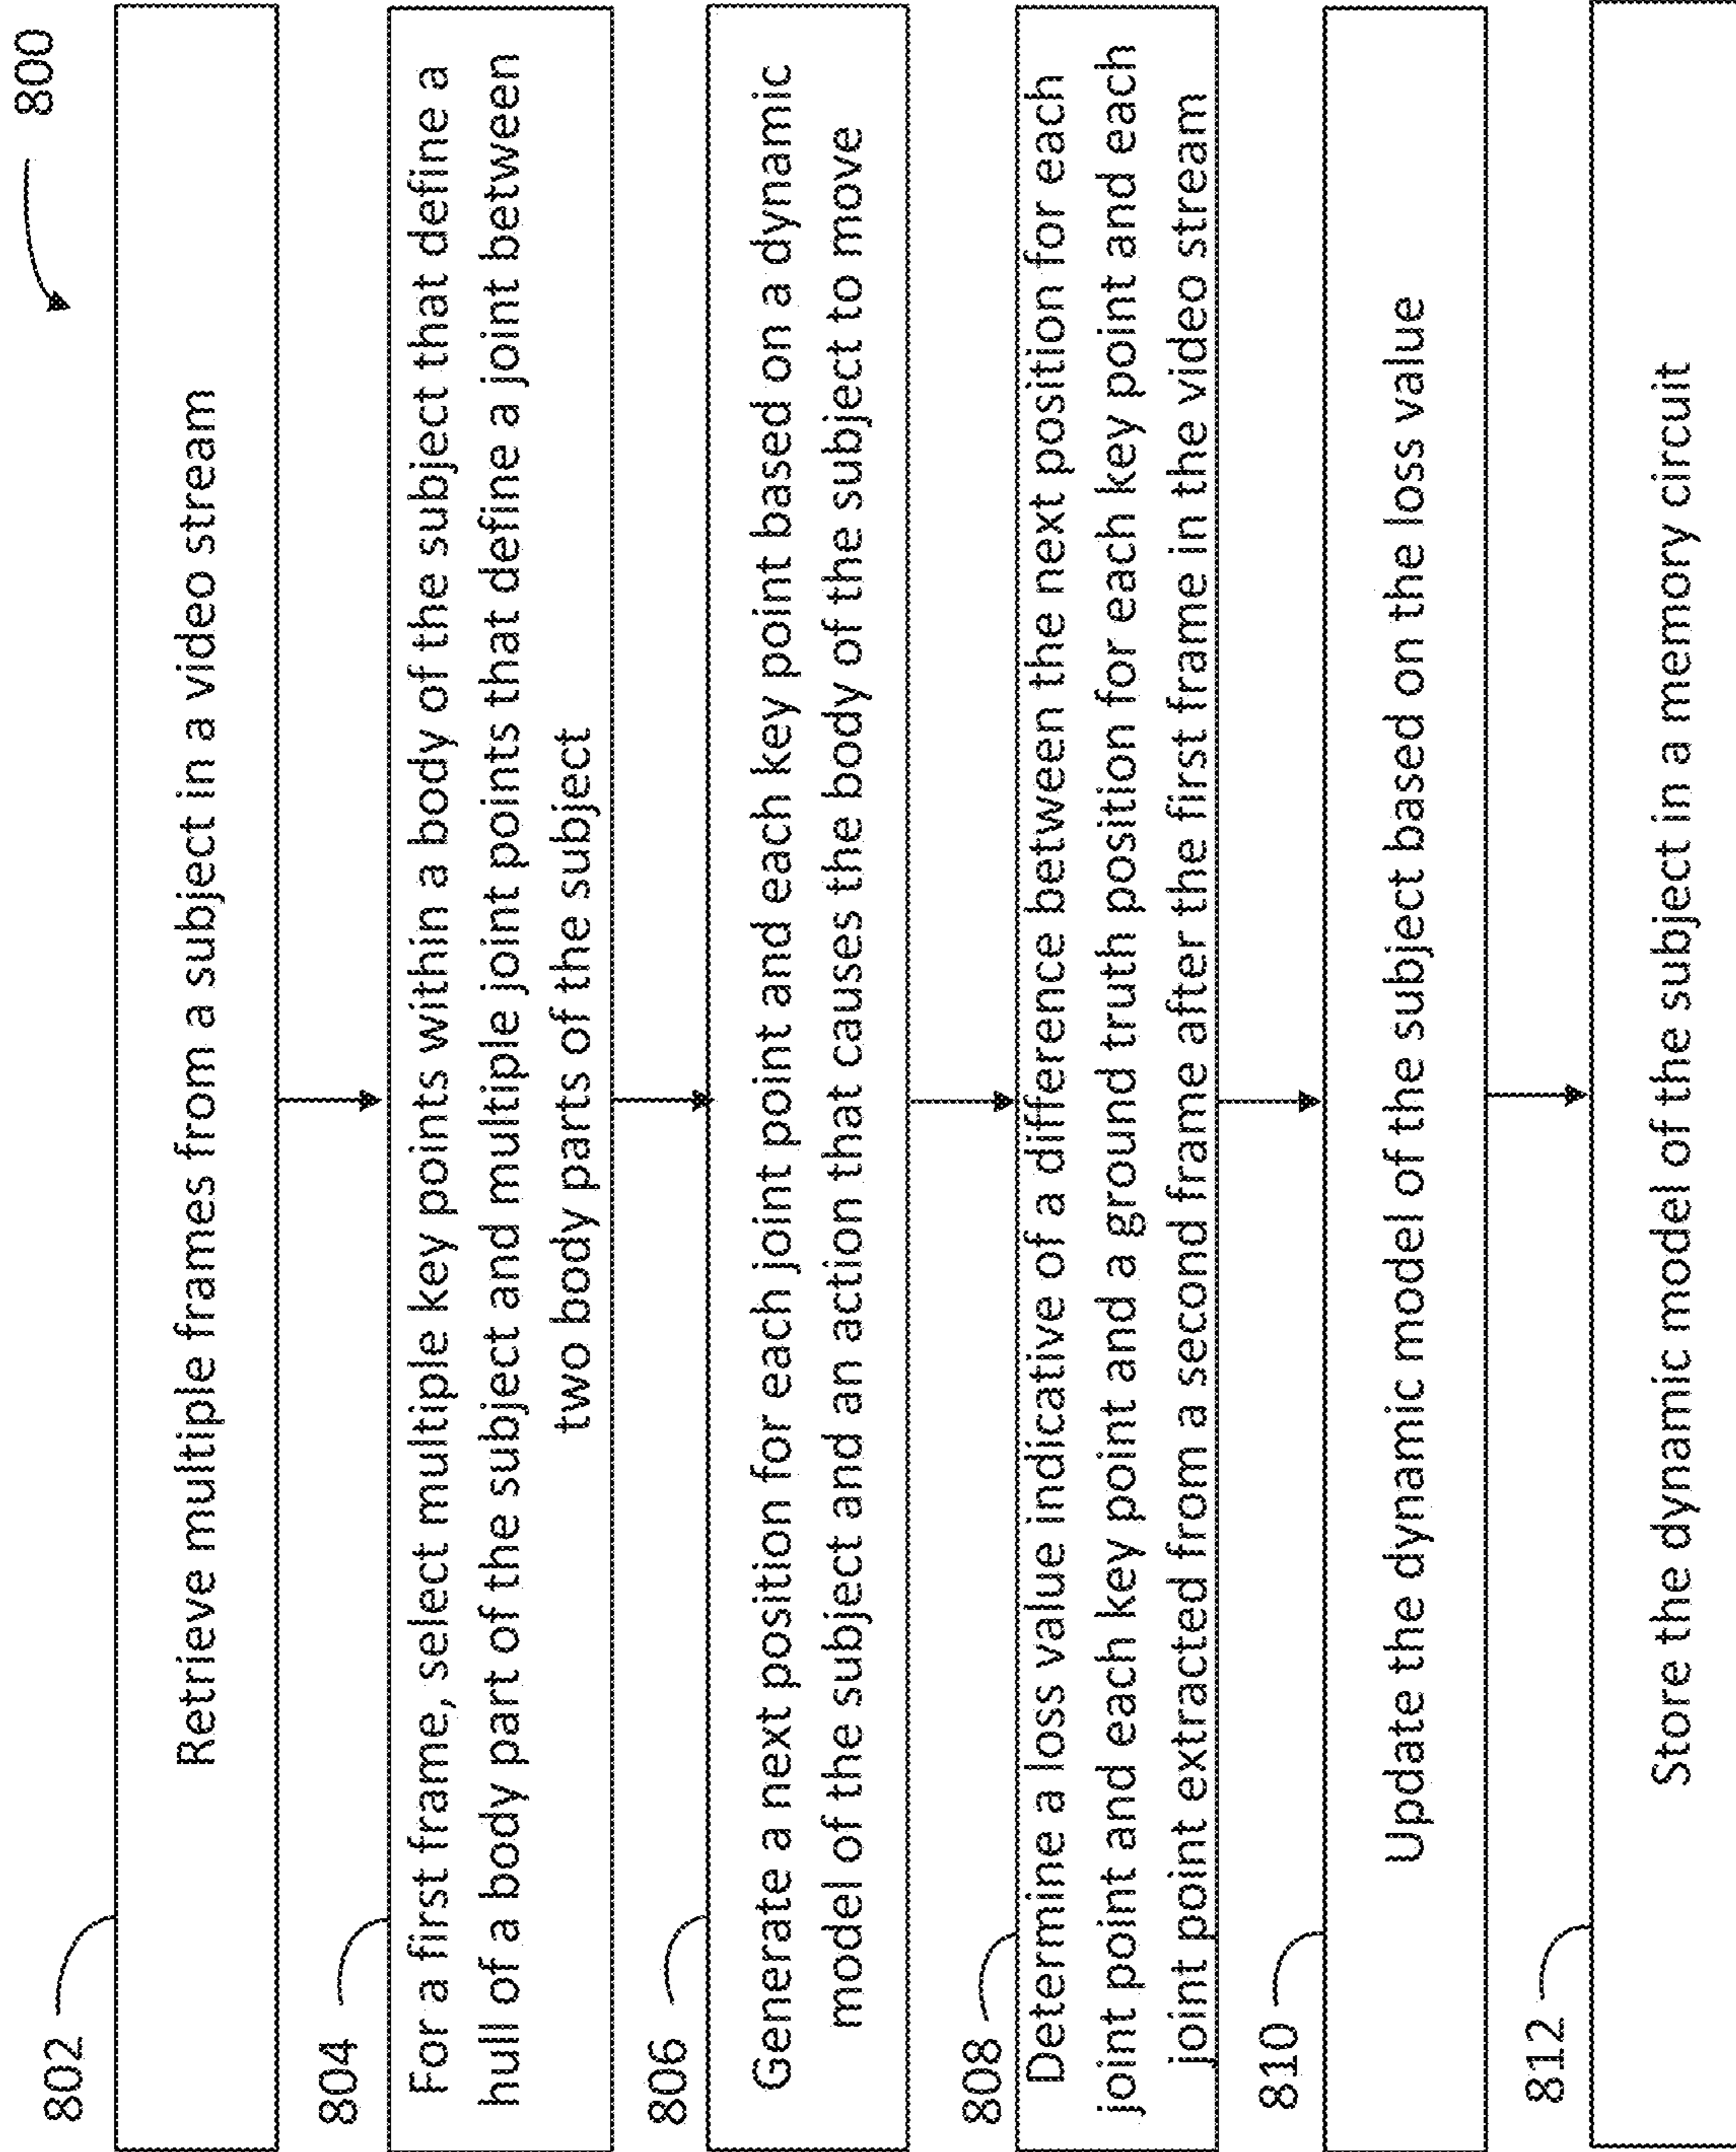 800
802
Retrieve multiple frames from a subject in a video stream
804
For a first frame, select multiple key points within a body of the subject that define a
hull of a body part of the subject and multiple joint points that define a joint between
two body parts of the subject
806
Generate a next position for each joint point and each key point based on a dynamic
model of the subject and an action that causes the body of the subject to move
808
Determine a loss value indicative of a difference between the next position for each
joint point and each key point and a ground truth position for each key point and each
joint point extracted from a second frame after the first frame in the video stream
810
Update the dynamic model of the subject based on the loss value
812
Store the dynamic model of the subject in a memory circuit